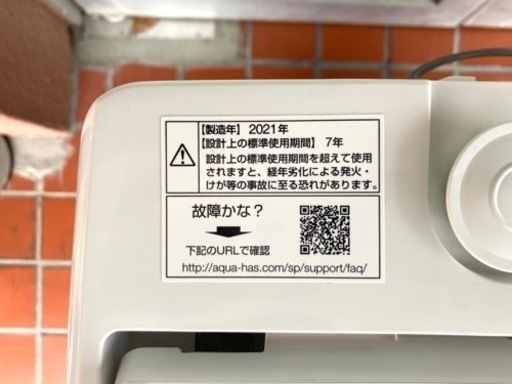 【製造年】2021年
【設計上の標準使用期間】 7年
設計上の標準使用期間を超えて使用
されますと、経年劣化による発火・
けが等の事故に至る恐れがあります。
故障かな？
下記のURLで確認
http://aqua-has.com/sp/support/faq/